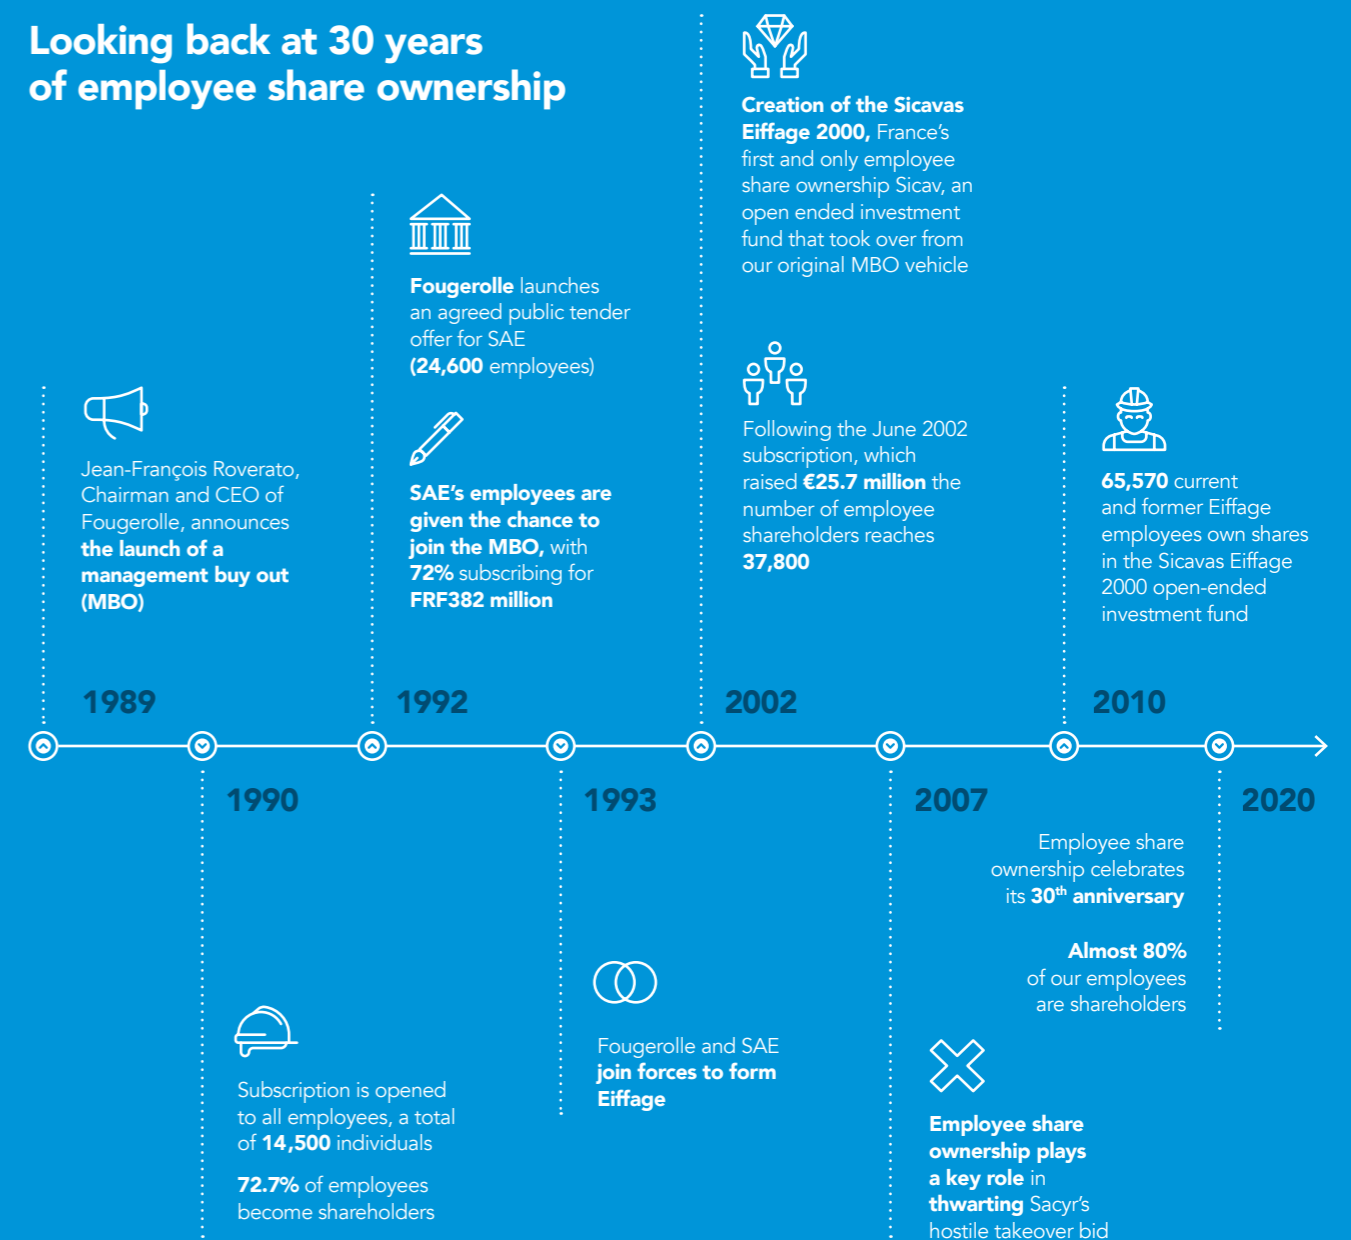 Looking back at 30 years
of employee share ownership
Jean-François Roverato,
Chairman and CEO of
Fougerolle, announces
the launch of a
management buy out
(MBO)
1989
1990
Subscription is opened
to all employees, a total
of 14,500 individuals
72.7% of employees
become shareholders
Fougerolle launches
an agreed public tender
offer for SAE
(24,600 employees)
SAE's employees are
given the chance to
join the MBO, with
72% subscribing for
FRF382 million
1992
1993
Fougerolle and SAE
join forces to form
Eiffage
Creation of the Sicavas
Eiffage 2000, France's
first and only employee
share ownership Sicav, an
open ended investment
fund that took over from
our original MBO vehicle
Following the June 2002
subscription, which
raised €25.7 million the
number of employee
shareholders reaches
37,800
2002
2007
Employee share
ownership plays
a key role in
thwarting Sacyr's
hostile takeover bid
65,570 current
and former Eiffage
employees own shares
in the Sicavas Eiffage
2000 open-ended
investment fund
2010
2020
Employee share
ownership celebrates
its 30th anniversary
Almost 80%
of our employees
are shareholders